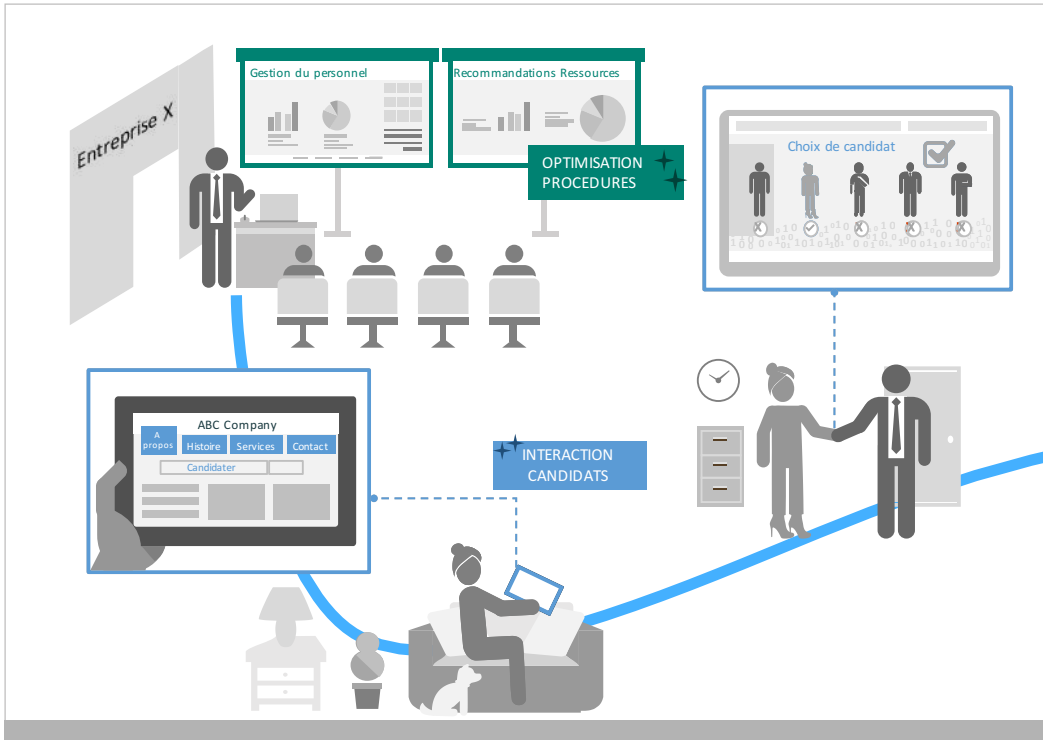 Entreprise X
Gestion du personnel
Recommandations Ressources
OPTIMISATION
PROCEDURES
Choix de candidat
ABC Company
A
propos
Histoire
Services
Contact
Candidater
INTERACTION
CANDIDATS